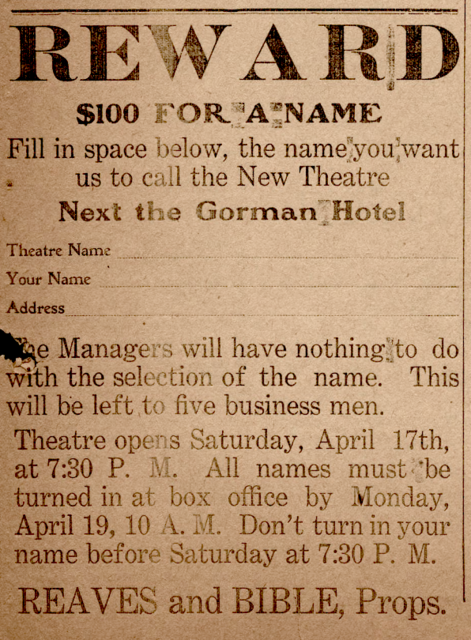 REWARD
$100 FOR A NAME
Fill in space below, the name you want
us to call the New Theatre
Next the Gorman Hotel
Theatre Name
Your Name
Address
The Managers will have nothing to do
with the selection of the name. This
will be left to five business men.
Theatre opens Saturday, April 17th,
at 7:30 P. M. All names must be
turned in at box office by Monday,
April 19, 10 A. M. Don't turn in your
name before Saturday at 7:30 P. M.
REAVES and BIBLE, Props.